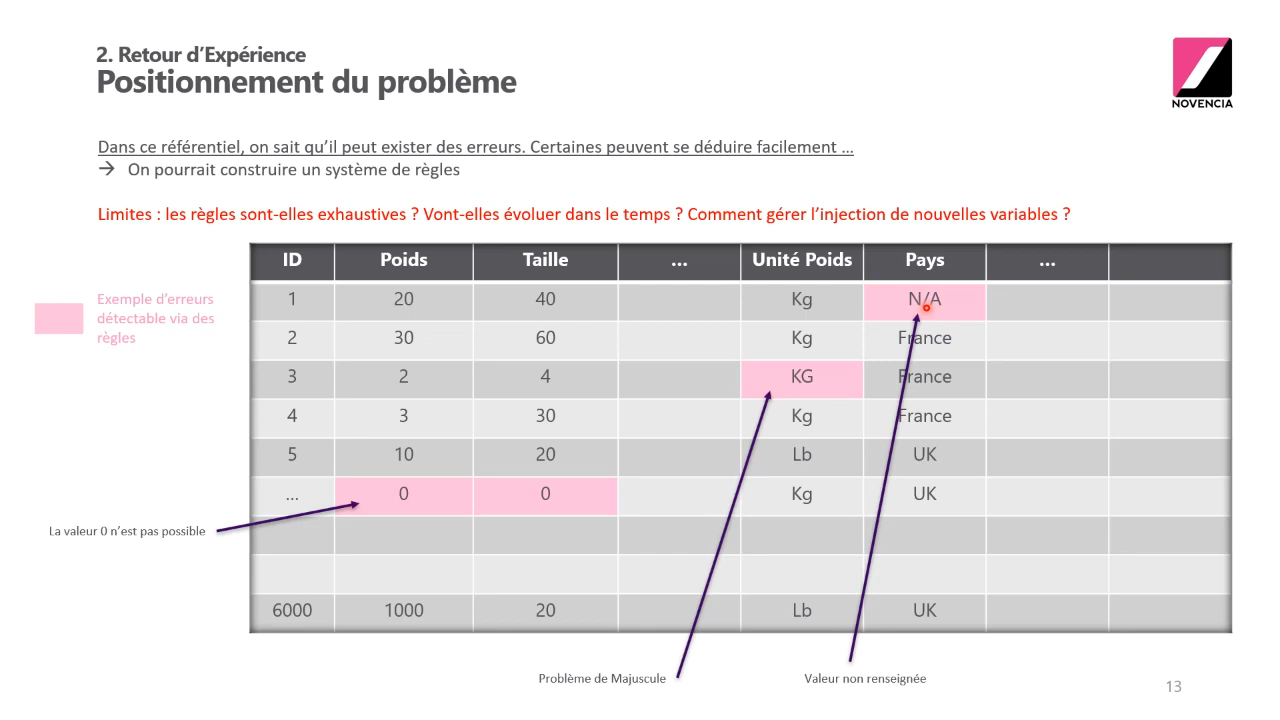 2. Retour d'Expérience
Positionnement du problème
NOVENCIA
Dans ce référentiel, on sait qu'il peut exister des erreurs. Certaines peuvent se déduire facilement ...
→ On pourrait construire un système de règles
Limites : les règles sont-elles exhaustives ? Vont-elles évoluer dans le temps ? Comment gérer l'injection de nouvelles variables ?
ID Poids Taille ... Unité Poids Pays ...
1 20 40 Kg N/A
2 30 60 Kg France
3 2 4 KG France
4 3 30 Kg France
5 10 20 Lb UK
... 0 0 Kg UK
6000 1000 20 Lb UK
Exemple d'erreurs
détectable via des
règles
La valeur 0 n'est pas possible
Problème de Majuscule
Valeur non renseignée
13